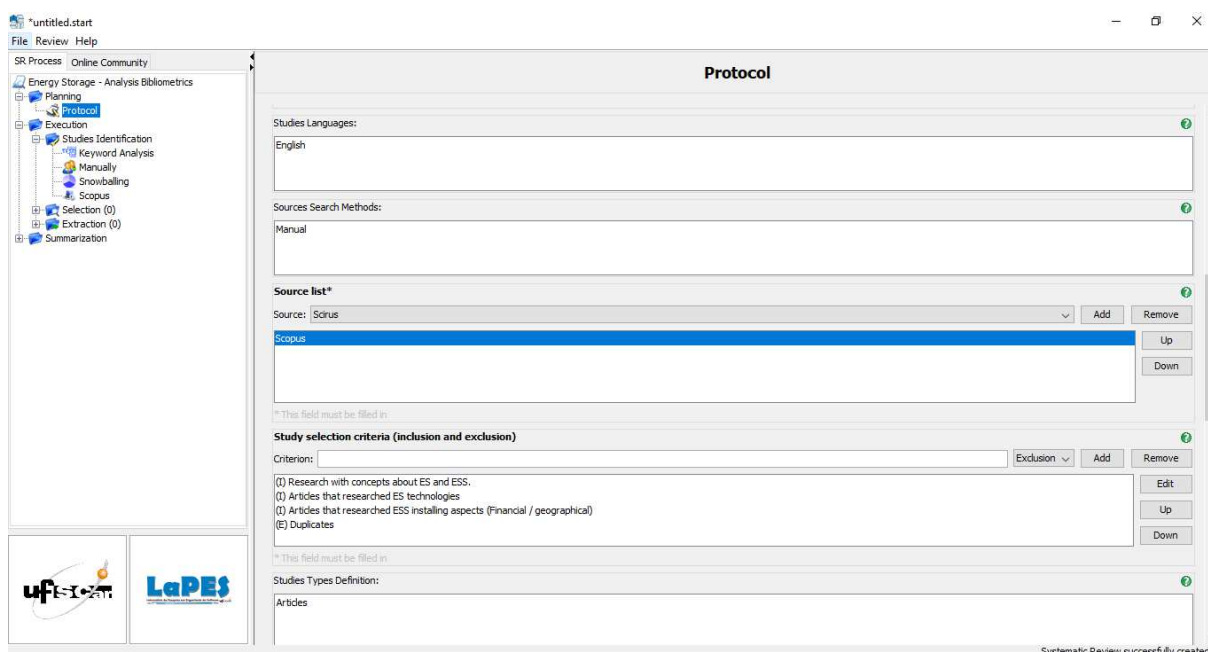 *untitled.start
File Review Help
SR Process Online Community
Energy Storage - Analysis Bibliometrics
Planning
Protocol
Execution
Studies Identification
Keyword Analysis
Manually
Snowballing
Scopus
Selection (0)
Extraction (0)
Summarization
ufscar
LaPES
Protocol
Studies Languages:
English
Sources Search Methods:
Manual
Source list*
Source: Scirus Add Remove
Scopus
Up
Down
* This field must be filled in
Study selection criteria (inclusion and exclusion)
Criterion: Exclusion Add Remove
(I) Research with concepts about ES and ESS.
(I) Articles that researched ES technologies
(I) Articles that researched ESS installing aspects (Financial / geographical)
(E) Duplicates
Edit
Up
Down
* This field must be filled in
Studies Types Definition:
Articles
Systematic Review successfully created